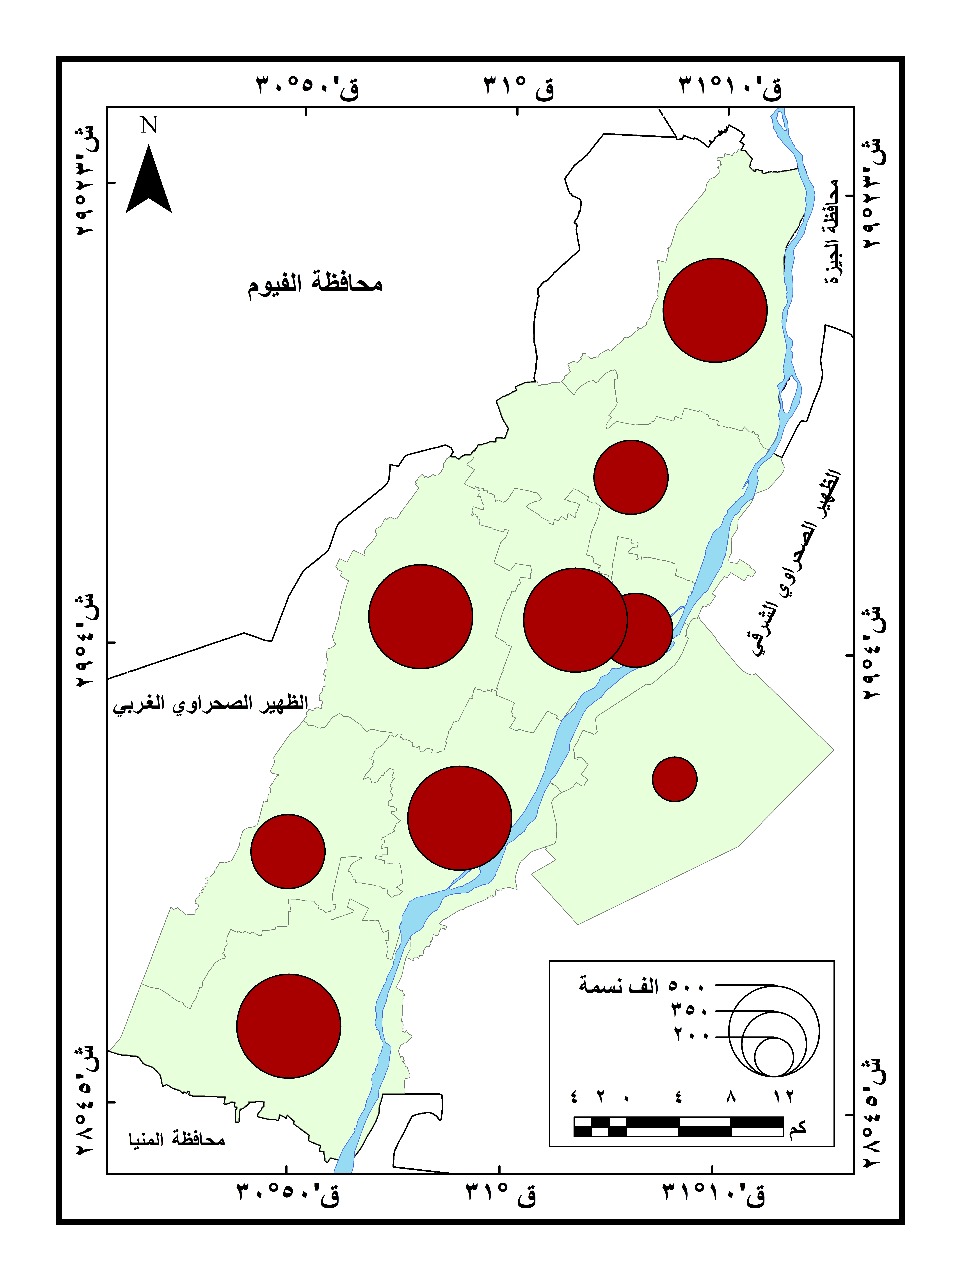 ق'٣٠°٥٠
ق °٣١
ق'٣١°١٠
N
ش'٢٩°٢٣
ش'٢٩°٢٣
محافظة الجيزة
محافظة الفيوم
الظهير الصحراوي الشرقي
ش'٢٩°٤
ش'٢٩°٤
الظهير الصحراوي الغربي
٥٠٠ الف نسمة
٣٥٠
٢٠٠
٤ ٢ ٠ ٤ ٨ ١٢
كم
ش'٢٨°٤٥
ش'٢٨°٤٥
محافظة المنيا
ق'٣٠°٥٠
ق °٣١
ق'٣١°١٠